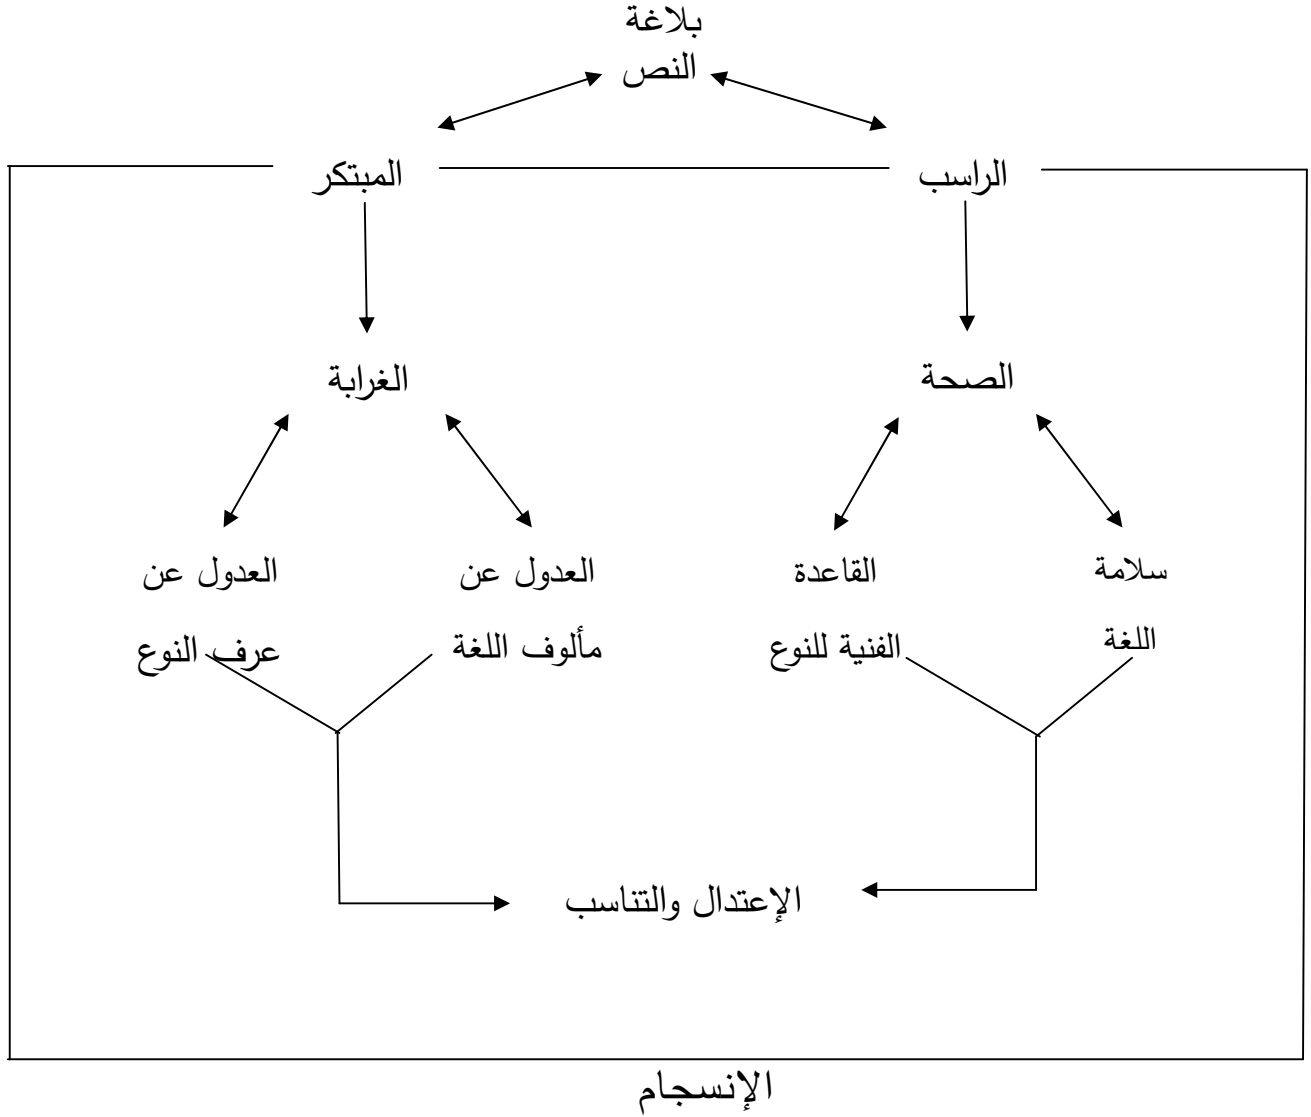 بلاغة
النص
الراسب
المبتكر
الصحة
الغرابة
سلامة
اللغة
القاعدة
الفنية للنوع
العدول عن
مألوف اللغة
العدول عن
عرف النوع
الإعتدال والتتاسب
الإنسجام